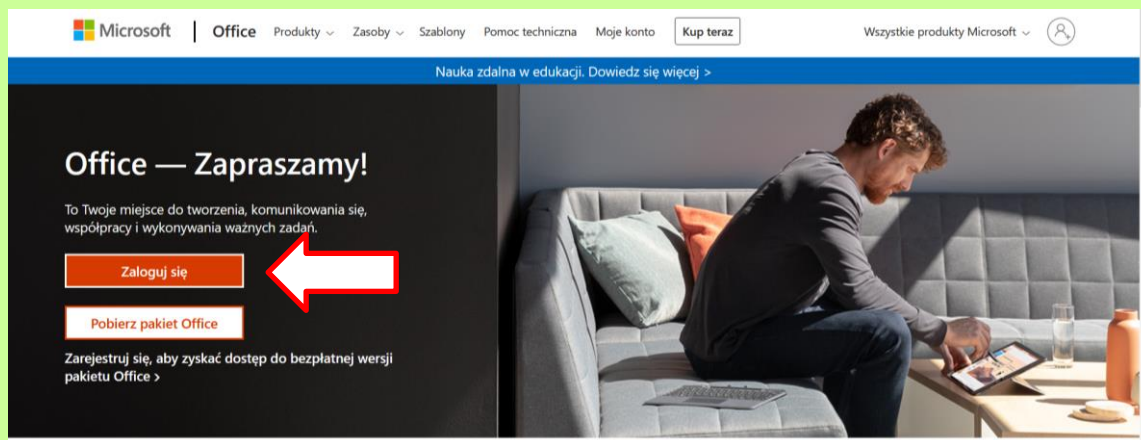 Microsoft Office Produkty Zasoby Szablony Pomoc techniczna Moje konto Kup teraz Wszystkie produkty Microsoft
Nauka zdalna w edukacji. Dowiedz się więcej >
Office — Zapraszamy!
To Twoje miejsce do tworzenia, komunikowania się,
współpracy i wykonywania ważnych zadań.
Zaloguj się
Pobierz pakiet Office
Zarejestruj się, aby zyskać dostęp do bezpłatnej wersji
pakietu Office >